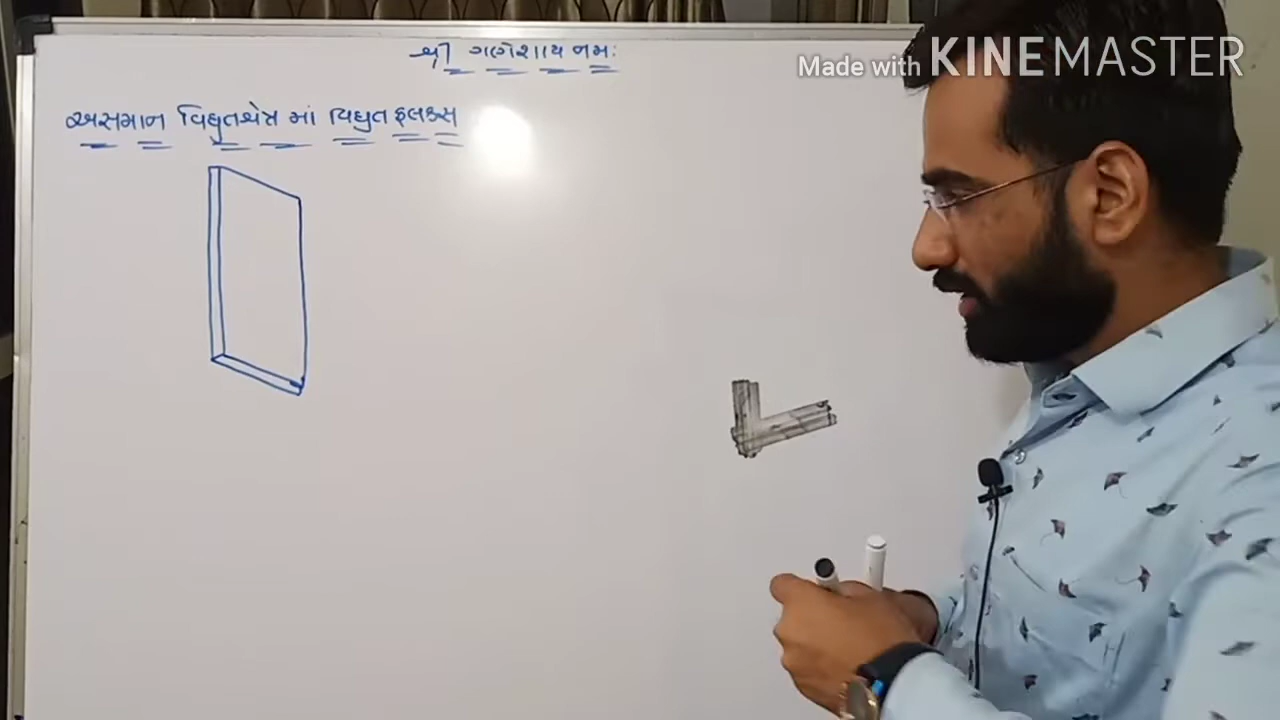 શ્રી ગણેશાય નમઃ
Made with KINEMASTER
અસમાન વિદ્યુતક્ષેત્ર માં વિદ્યુત ફ્લક્સ